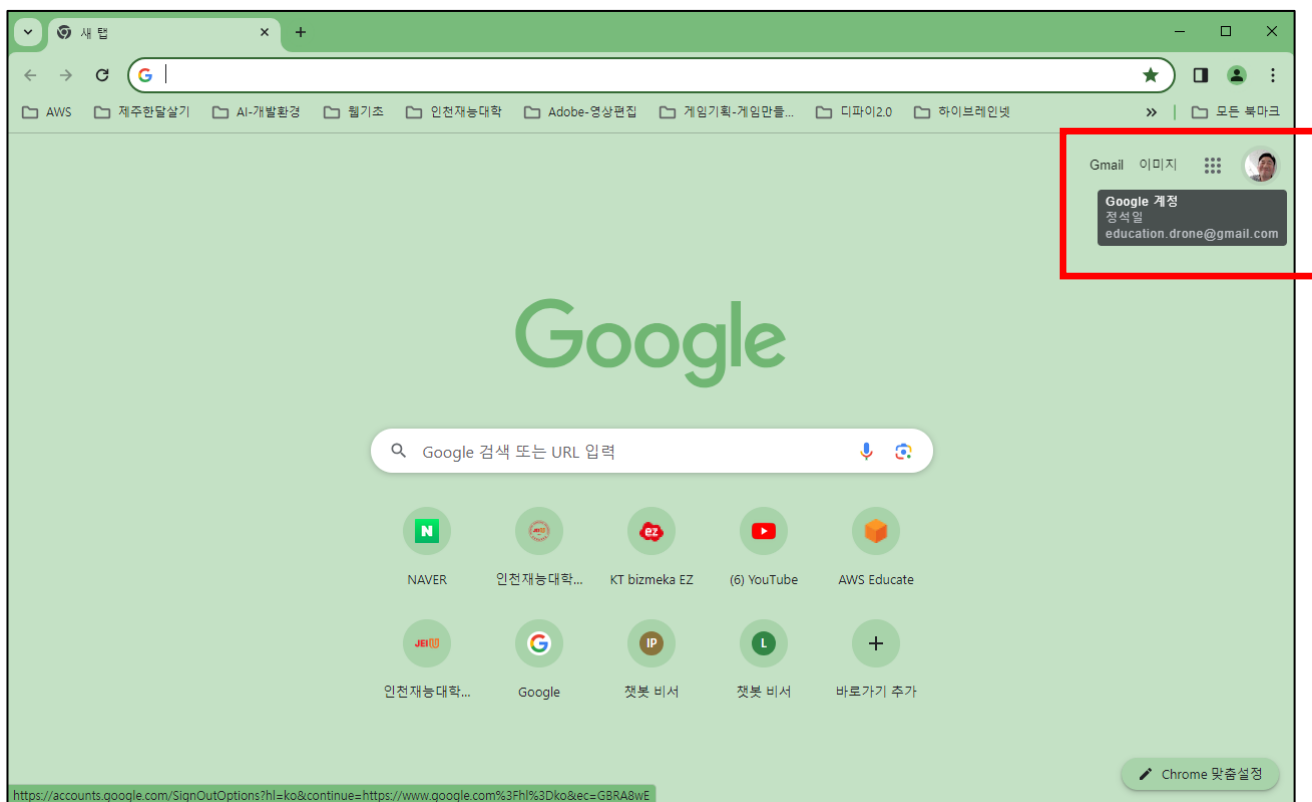 새 탭
AWS 제주한달살기 AI-개발환경 웹기초 인천재능대학 Adobe-영상편집 게임기획-게임만들... 디파이2.0 하이브레인넷 » 모든 북마크
Gmail 이미지
Google 계정
정석일
education.drone@gmail.com
Google
Google 검색 또는 URL 입력
NAVER 인천재능대학... KT bizmeka EZ (6) YouTube AWS Educate
인천재능대학... Google 챗봇 비서 챗봇 비서 바로가기 추가
Chrome 맞춤설정
https://accounts.google.com/SignOutOptions?hl=ko&continue=https://www.google.com%3Fhl%3Dko&ec=GBRA8wE